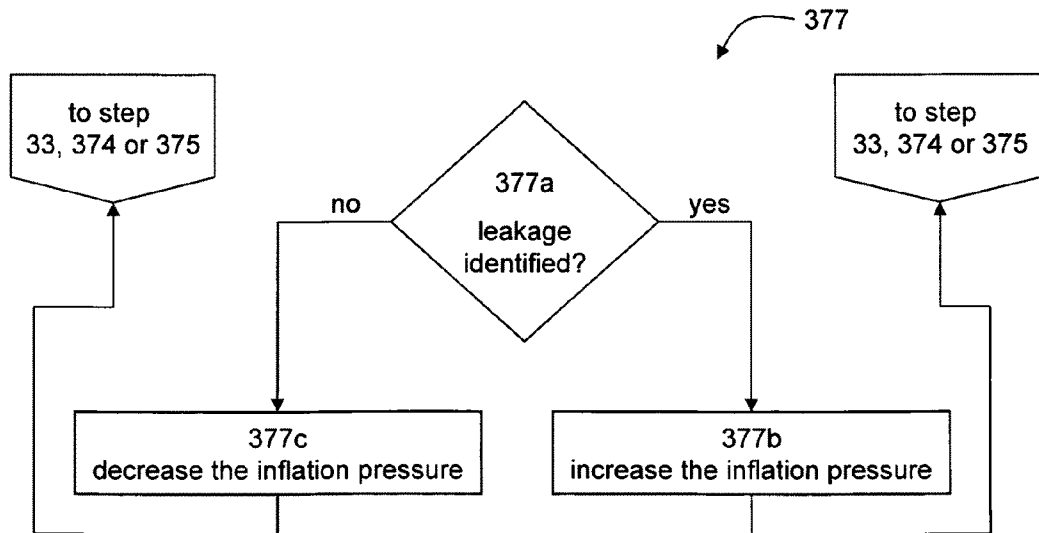 377
to step
33, 374 or 375
to step
33, 374 or 375
377a
leakage
identified?
no
yes
377c
decrease the inflation pressure
377b
increase the inflation pressure